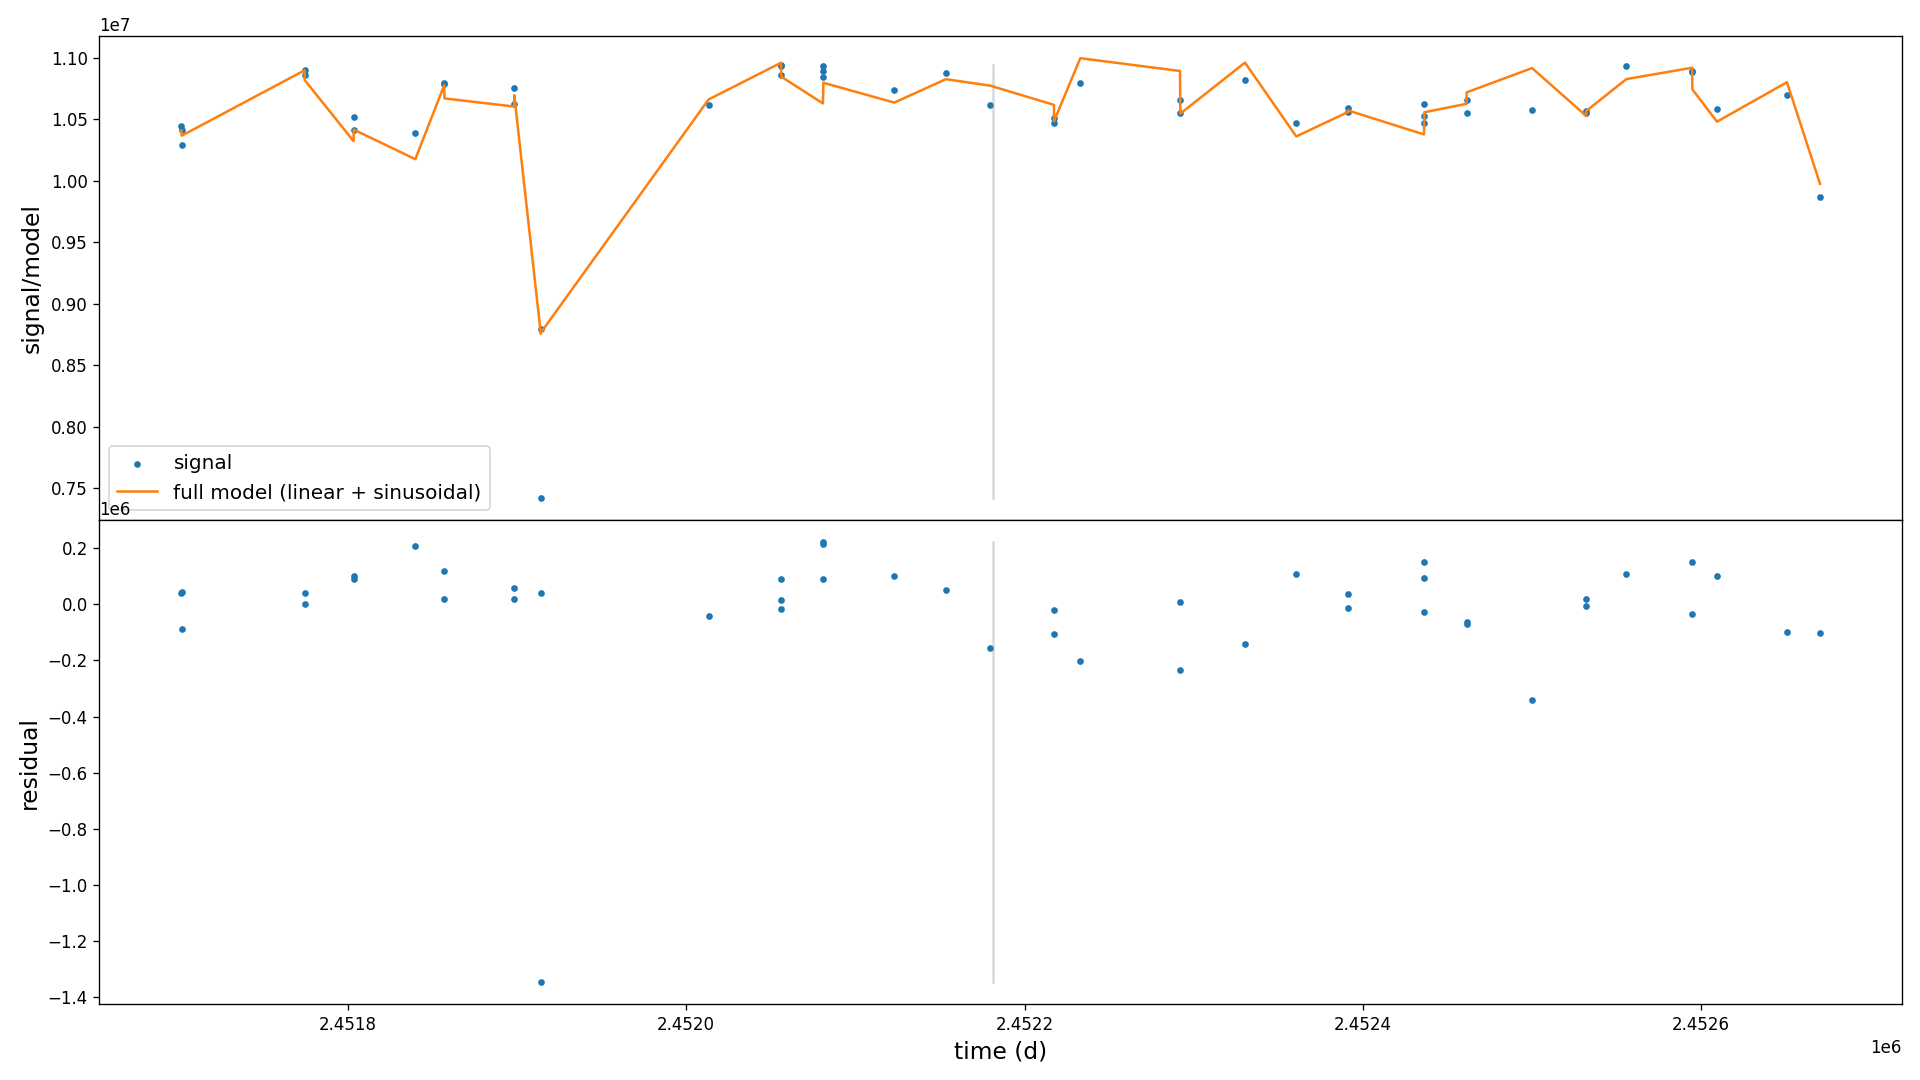 1e7
1.10
1.05
1.00
0.95
0.90
0.85
0.80
0.75
signal/model
signal
full model (linear + sinusoidal)
1e6
0.2
0.0
−0.2
−0.4
−0.6
−0.8
−1.0
−1.2
−1.4
residual
2.4518
2.4520
2.4522
2.4524
2.4526
time (d)
1e6